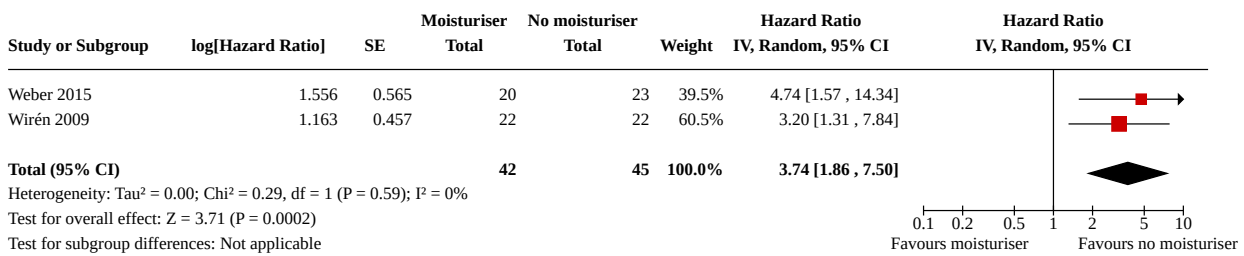 Moisturiser No moisturiser Hazard Ratio Hazard Ratio
Study or Subgroup log[Hazard Ratio] SE Total Total Weight IV, Random, 95% CI IV, Random, 95% CI
Weber 2015 1.556 0.565 20 23 39.5% 4.74 [1.57 , 14.34]
Wirén 2009 1.163 0.457 22 22 60.5% 3.20 [1.31 , 7.84]
Total (95% CI) 42 45 100.0% 3.74 [1.86 , 7.50]
Heterogeneity: Tau² = 0.00; Chi² = 0.29, df = 1 (P = 0.59); I² = 0%
Test for overall effect: Z = 3.71 (P = 0.0002)
0.1 0.2 0.5 1 2 5 10
Test for subgroup differences: Not applicable Favours moisturiser Favours no moisturiser